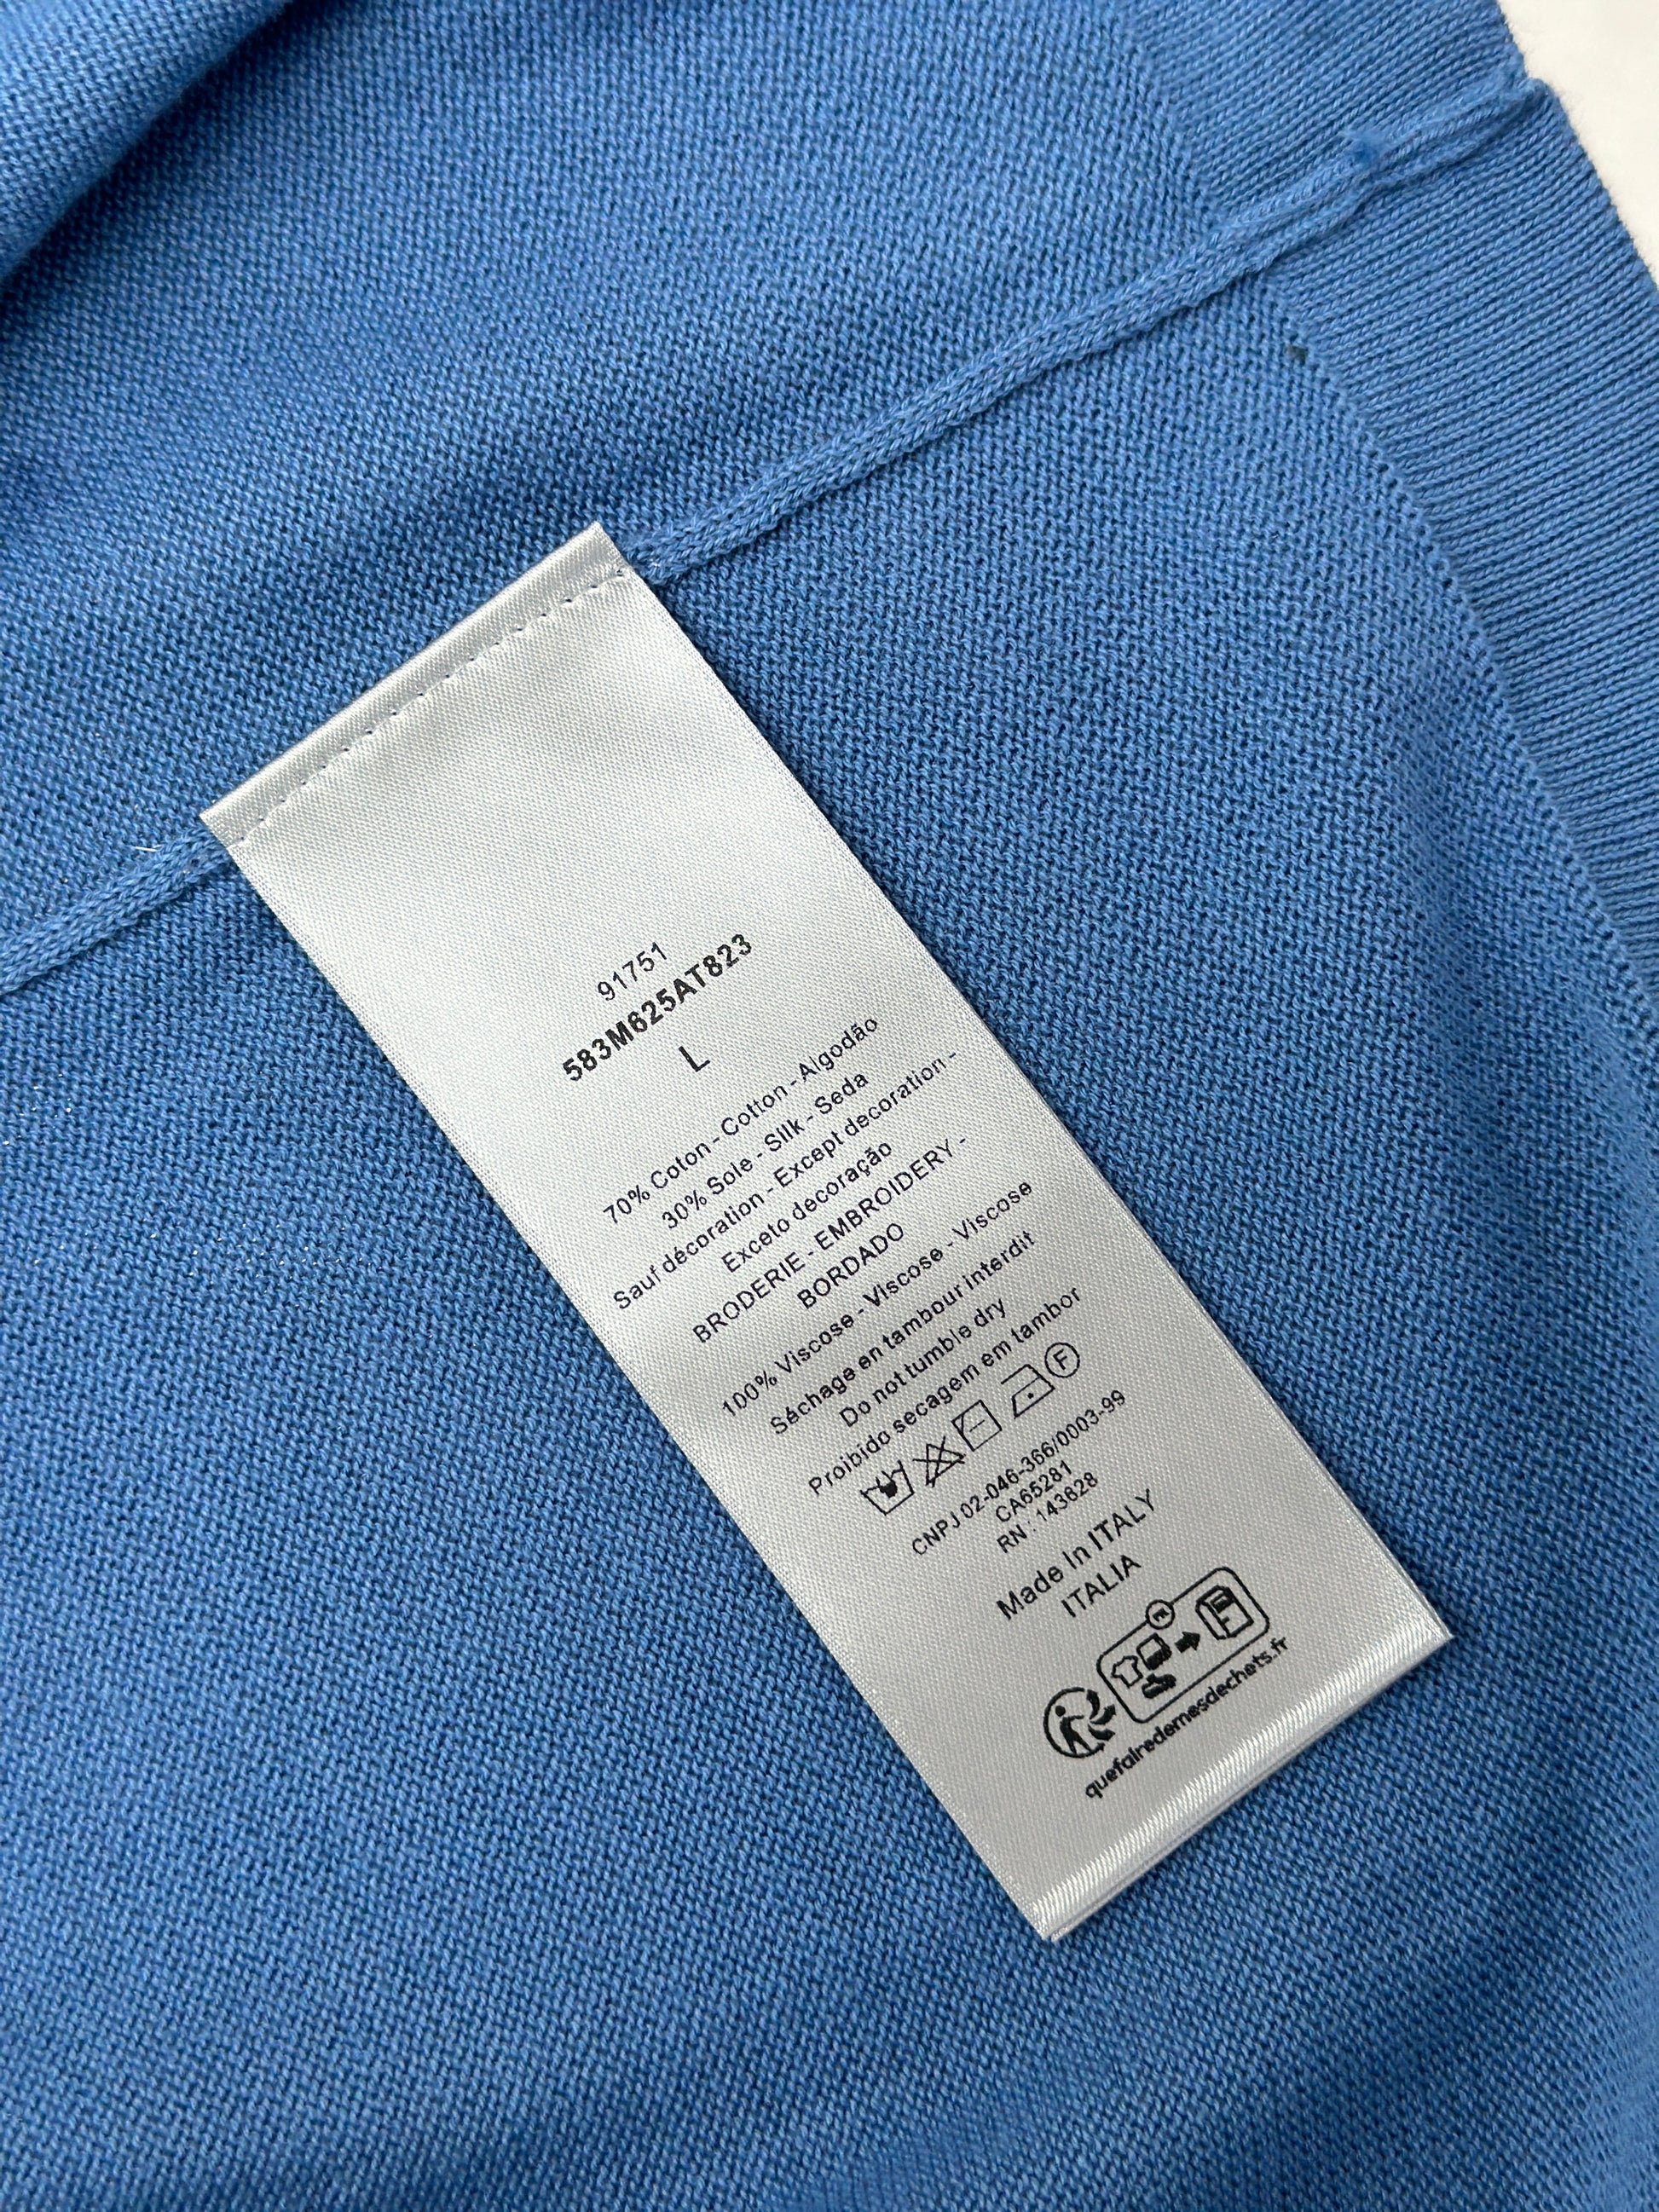 91751
583M625AT823
L
70% Coton - Cotton - Algodão
30% Soie - Silk - Seda
Sauf décoration - Except decoration -
Exceto decoração
BRODERIE - EMBROIDERY -
BORDADO
100% Viscose - Viscose - Viscose
Séchage en tambour interdit
Do not tumble dry
Proibido secagem em tambor
F
CNPJ 02-046-366/0003-99
CA65281
RN : 143628
Made in ITALY
ITALIA
FR
quefairedemesdechets.fr